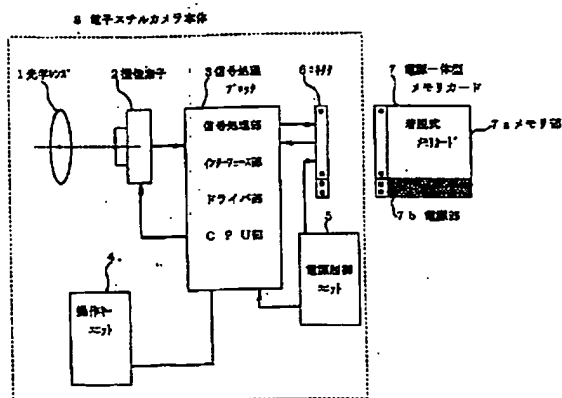 8 電子スチルカメラ本体
1光学レンズ
2撮像素子
3信号処理
ブロック
6コネクタ
7 電源一体型
メモリカード
信号処理部
インターフェース部
ドライバ部
CPU部
着脱式
メモリカード
7aメモリ部
7b 電源部
4
操作キー
ユニット
5
電源制御
ユニット